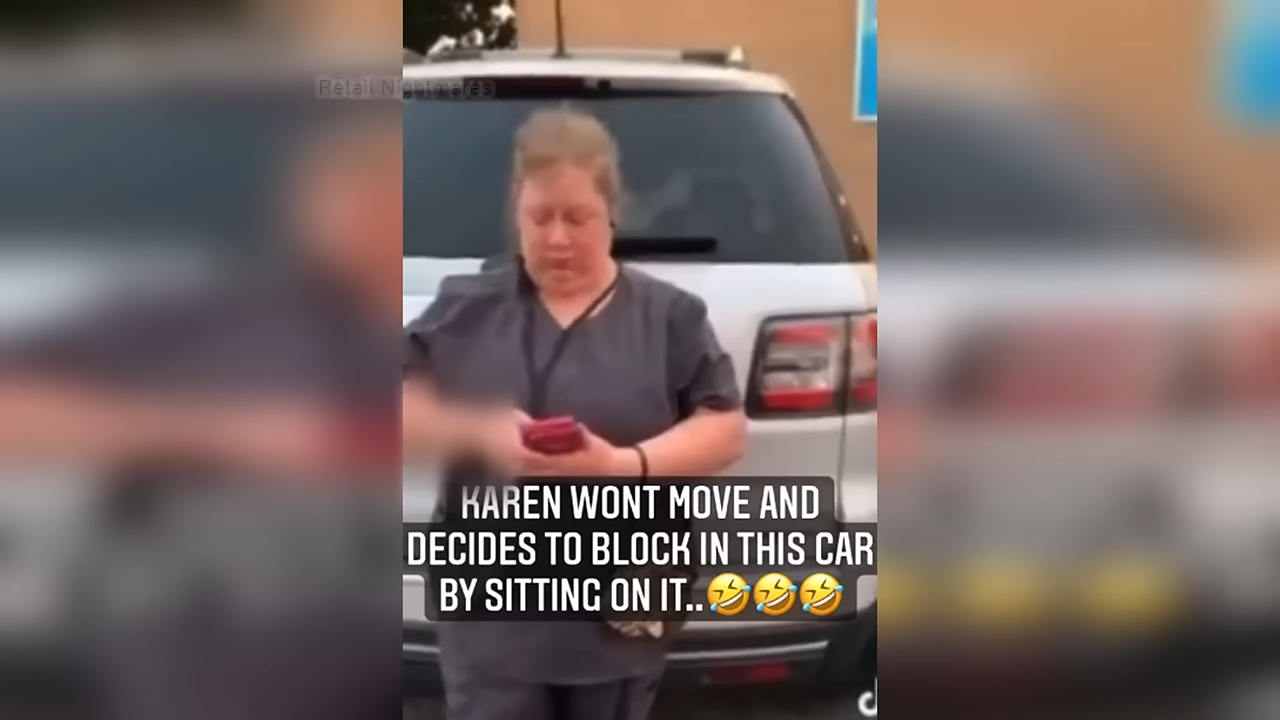 Retail Nightmares
KAREN WONT MOVE AND
DECIDES TO BLOCK IN THIS CAR
BY SITTING ON IT..🤣🤣🤣